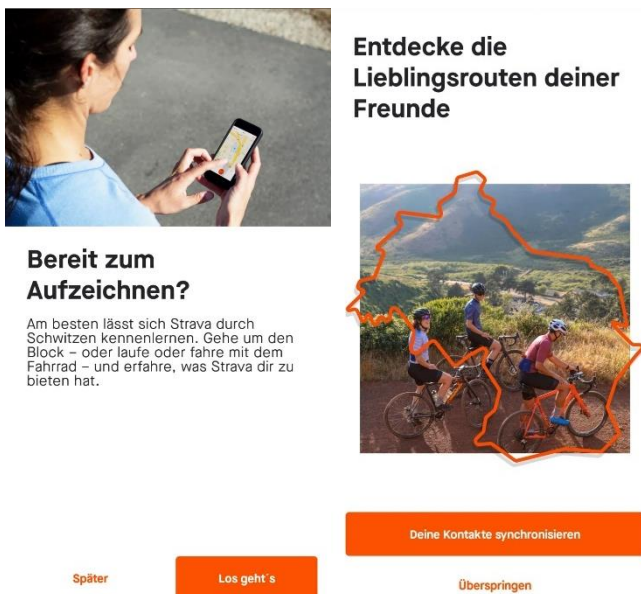 Bereit zum
Aufzeichnen?
Am besten lässt sich Strava durch
Schwitzen kennenlernen. Gehe um den
Block – oder laufe oder fahre mit dem
Fahrrad – und erfahre, was Strava dir zu
bieten hat.
Später
Los geht`s
Entdecke die
Lieblingsrouten deiner
Freunde
Deine Kontakte synchronisieren
Überspringen